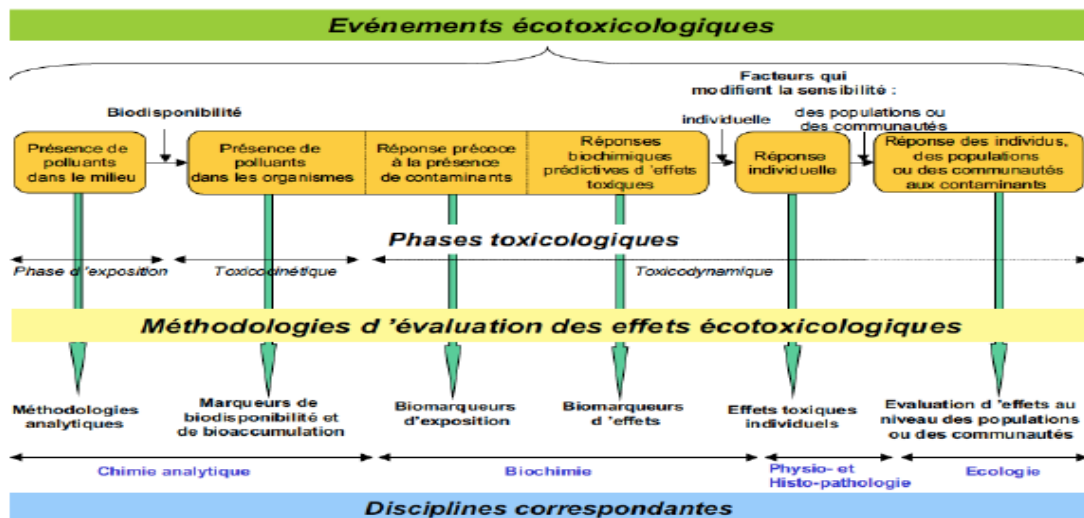 Evénements écotoxicologiques
Facteurs qui
modifient la sensibilité :
Biodisponibilité
individuelle
des populations ou
des communautés
Présence de
polluants
dans le milieu
Présence de
polluants
dans les organismes
Réponse précoce
à la présence
de contaminants
Réponses
biochimiques
prédictives d 'effets
toxiques
Réponse
individuelle
Réponse des individus,
des populations
ou des communautés
aux contaminants
Phases toxicologiques
Phase d 'exposition
Toxicocinétique
Toxicodynamique
Méthodologies d 'évaluation des effets écotoxicologiques
Méthodologies
analytiques
Marqueurs de
biodisponibilité et
de bioaccumulation
Biomarqueurs
d'exposition
Biomarqueurs
d 'effets
Effets toxiques
individuels
Evaluation d 'effets au
niveau des populations
ou des communautés
Chimie analytique
Biochimie
Physio- et
Histo-pathologie
Ecologie
Disciplines correspondantes